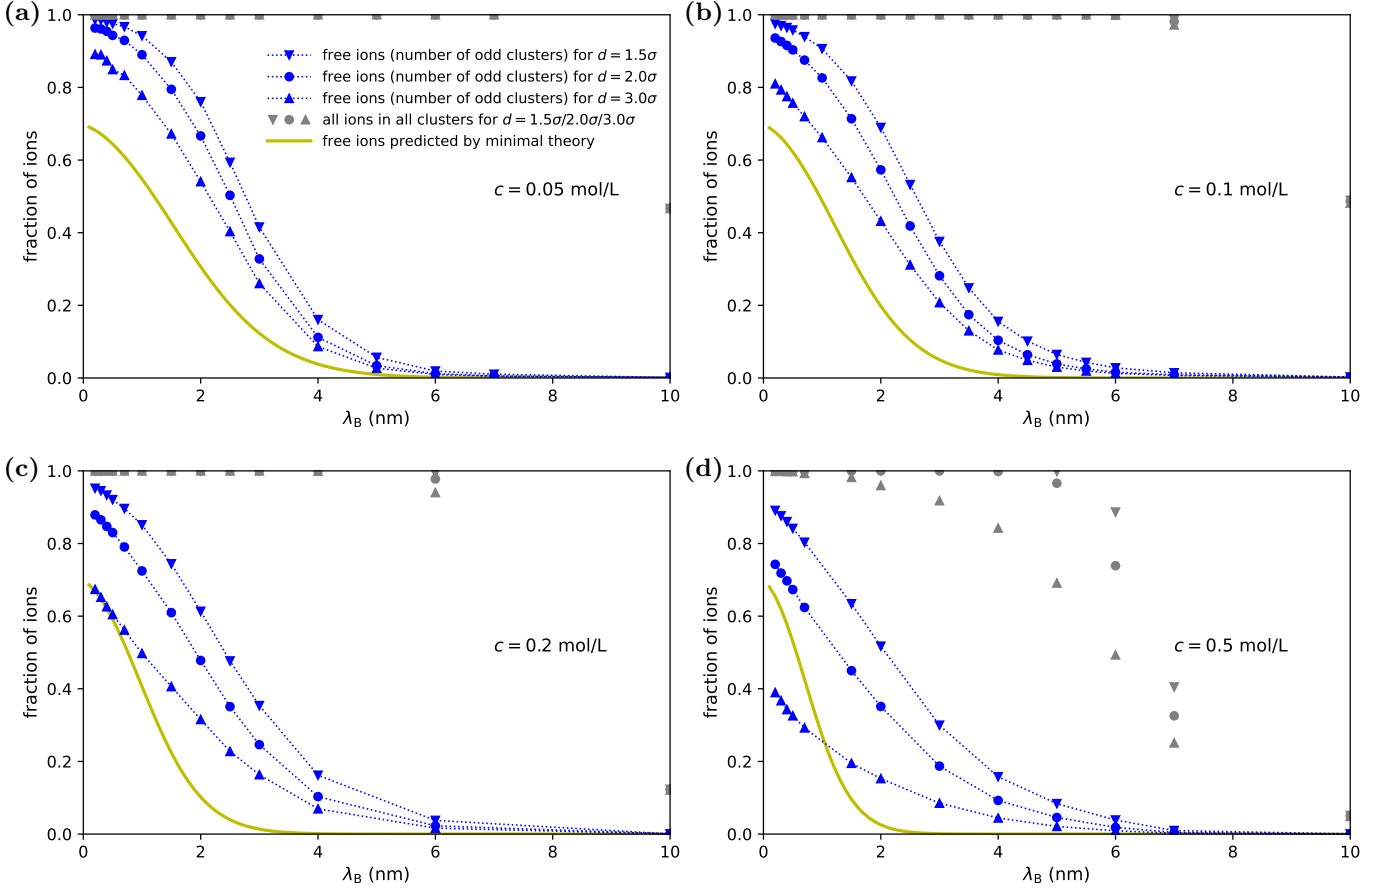 (a)
1.0
0.8
0.6
0.4
0.2
0.0
fraction of ions
free ions (number of odd clusters) for d = 1.5σ
free ions (number of odd clusters) for d = 2.0σ
free ions (number of odd clusters) for d = 3.0σ
all ions in all clusters for d = 1.5σ/2.0σ/3.0σ
free ions predicted by minimal theory
c = 0.05 mol/L
0 2 4 6 8 10
λB (nm)
(b)
1.0
0.8
0.6
0.4
0.2
0.0
fraction of ions
c = 0.1 mol/L
0 2 4 6 8 10
λB (nm)
(c)
1.0
0.8
0.6
0.4
0.2
0.0
fraction of ions
c = 0.2 mol/L
0 2 4 6 8 10
λB (nm)
(d)
1.0
0.8
0.6
0.4
0.2
0.0
fraction of ions
c = 0.5 mol/L
0 2 4 6 8 10
λB (nm)